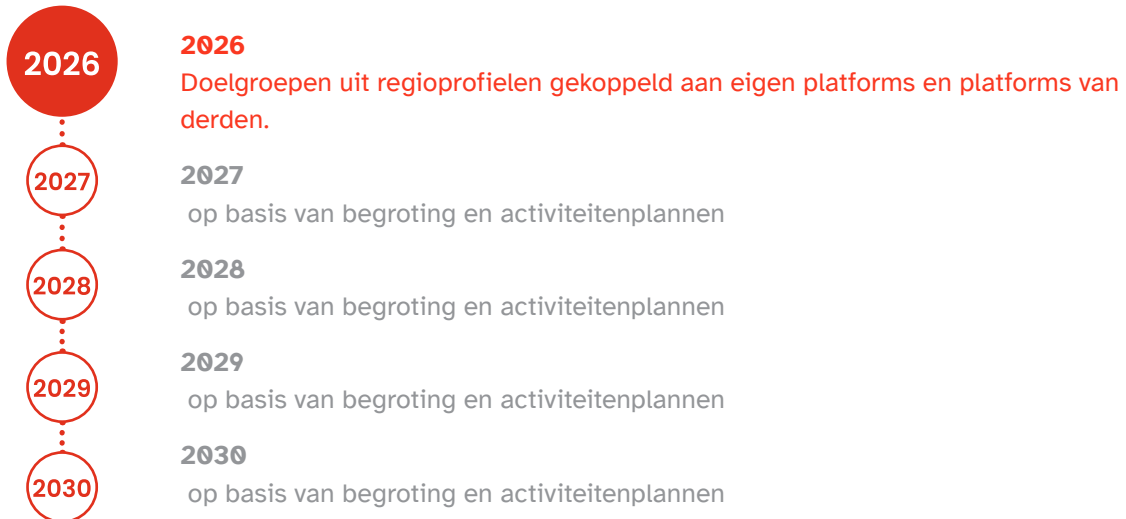 2026
2026
Doelgroepen uit regioprofielen gekoppeld aan eigen platforms en platforms van
derden.
2027
2027
op basis van begroting en activiteitenplannen
2028
2028
op basis van begroting en activiteitenplannen
2029
2029
op basis van begroting en activiteitenplannen
2030
2030
op basis van begroting en activiteitenplannen